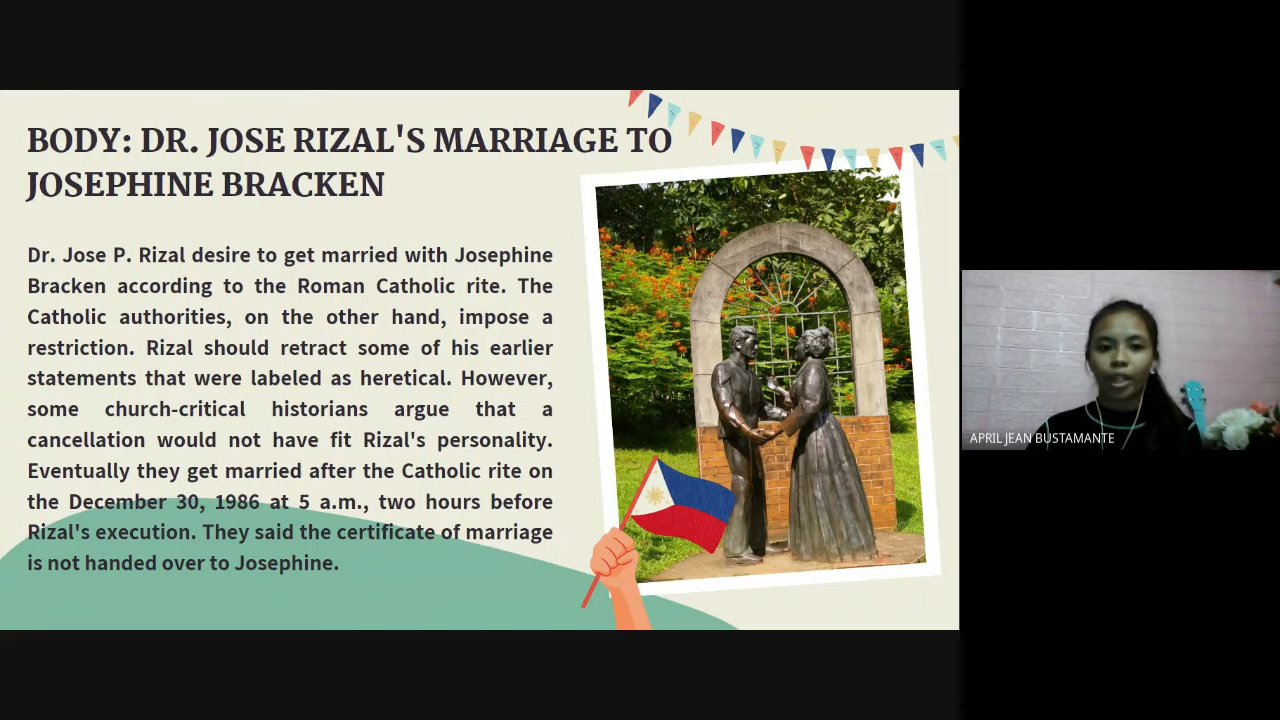 BODY: DR. JOSE RIZAL'S MARRIAGE TO
JOSEPHINE BRACKEN
Dr. Jose P. Rizal desire to get married with Josephine
Bracken according to the Roman Catholic rite. The
Catholic authorities, on the other hand, impose a
restriction. Rizal should retract some of his earlier
statements that were labeled as heretical. However,
some church-critical historians argue that a
cancellation would not have fit Rizal's personality.
Eventually they get married after the Catholic rite on
the December 30, 1986 at 5 a.m., two hours before
Rizal's execution. They said the certificate of marriage
is not handed over to Josephine.
APRIL JEAN BUSTAMANTE